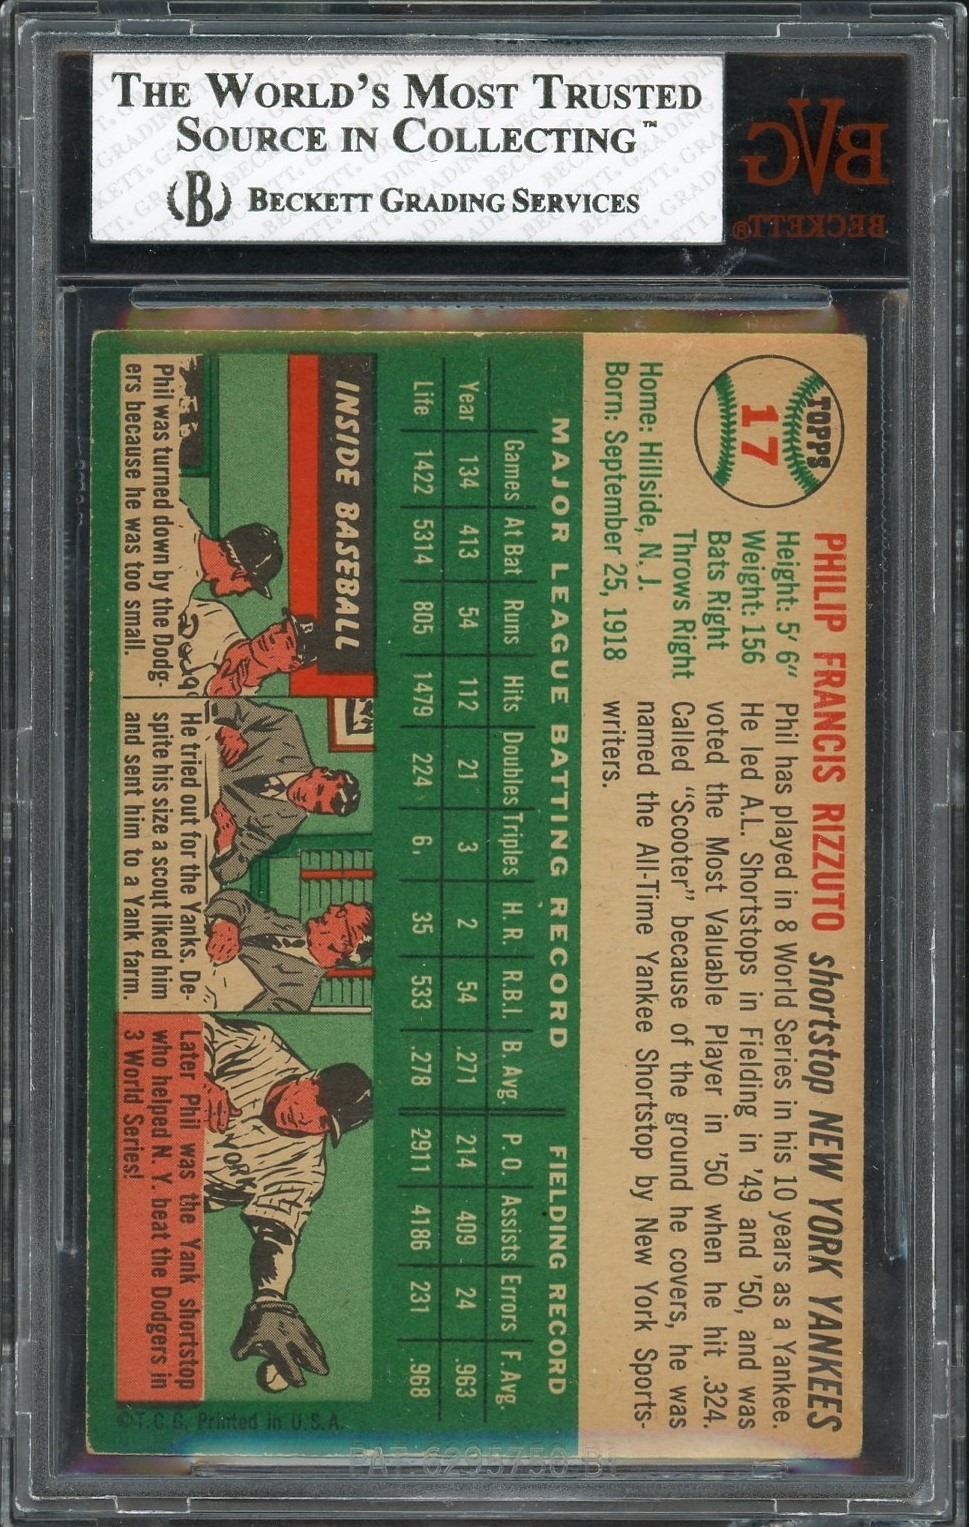 THE WORLD'S MOST TRUSTED
SOURCE IN COLLECTING™
(B) BECKETT GRADING SERVICES
BVG
BECKETT®
TOPPS
17
PHILIP FRANCIS RIZZUTO shortstop NEW YORK YANKEES
Height: 5' 6"
Weight: 156
Bats Right
Throws Right
Home: Hillside, N. J.
Born: September 25, 1918
Phil has played in 8 World Series in his 10 years as a Yankee.
He led A.L. Shortstops in Fielding in '49 and '50, and was
voted the Most Valuable Player in '50 when he hit .324.
Called "Scooter" because of the ground he covers, he was
named the All-Time Yankee Shortstop by New York Sports-
writers.
MAJOR LEAGUE BATTING RECORD FIELDING RECORD
Games At Bat Runs Hits Doubles Triples H. R. R.B.I. B. Avg. P. O. Assists Errors F. Avg.
Year 134 413 54 112 21 3 2 54 .271 214 409 24 .963
Life 1422 5314 805 1479 224 6, 35 533 .278 2911 4186 231 .968
INSIDE BASEBALL
Dodg
Phil was turned down by the Dodg-
ers because he was too small.
He tried out for the Yanks. De-
spite his size a scout liked him
and sent him to a Yank farm.
YORK
Later Phil was the Yank shortstop
who helped N. Y. beat the Dodgers in
3 World Series!
©T.C.G. Printed in U.S.A.